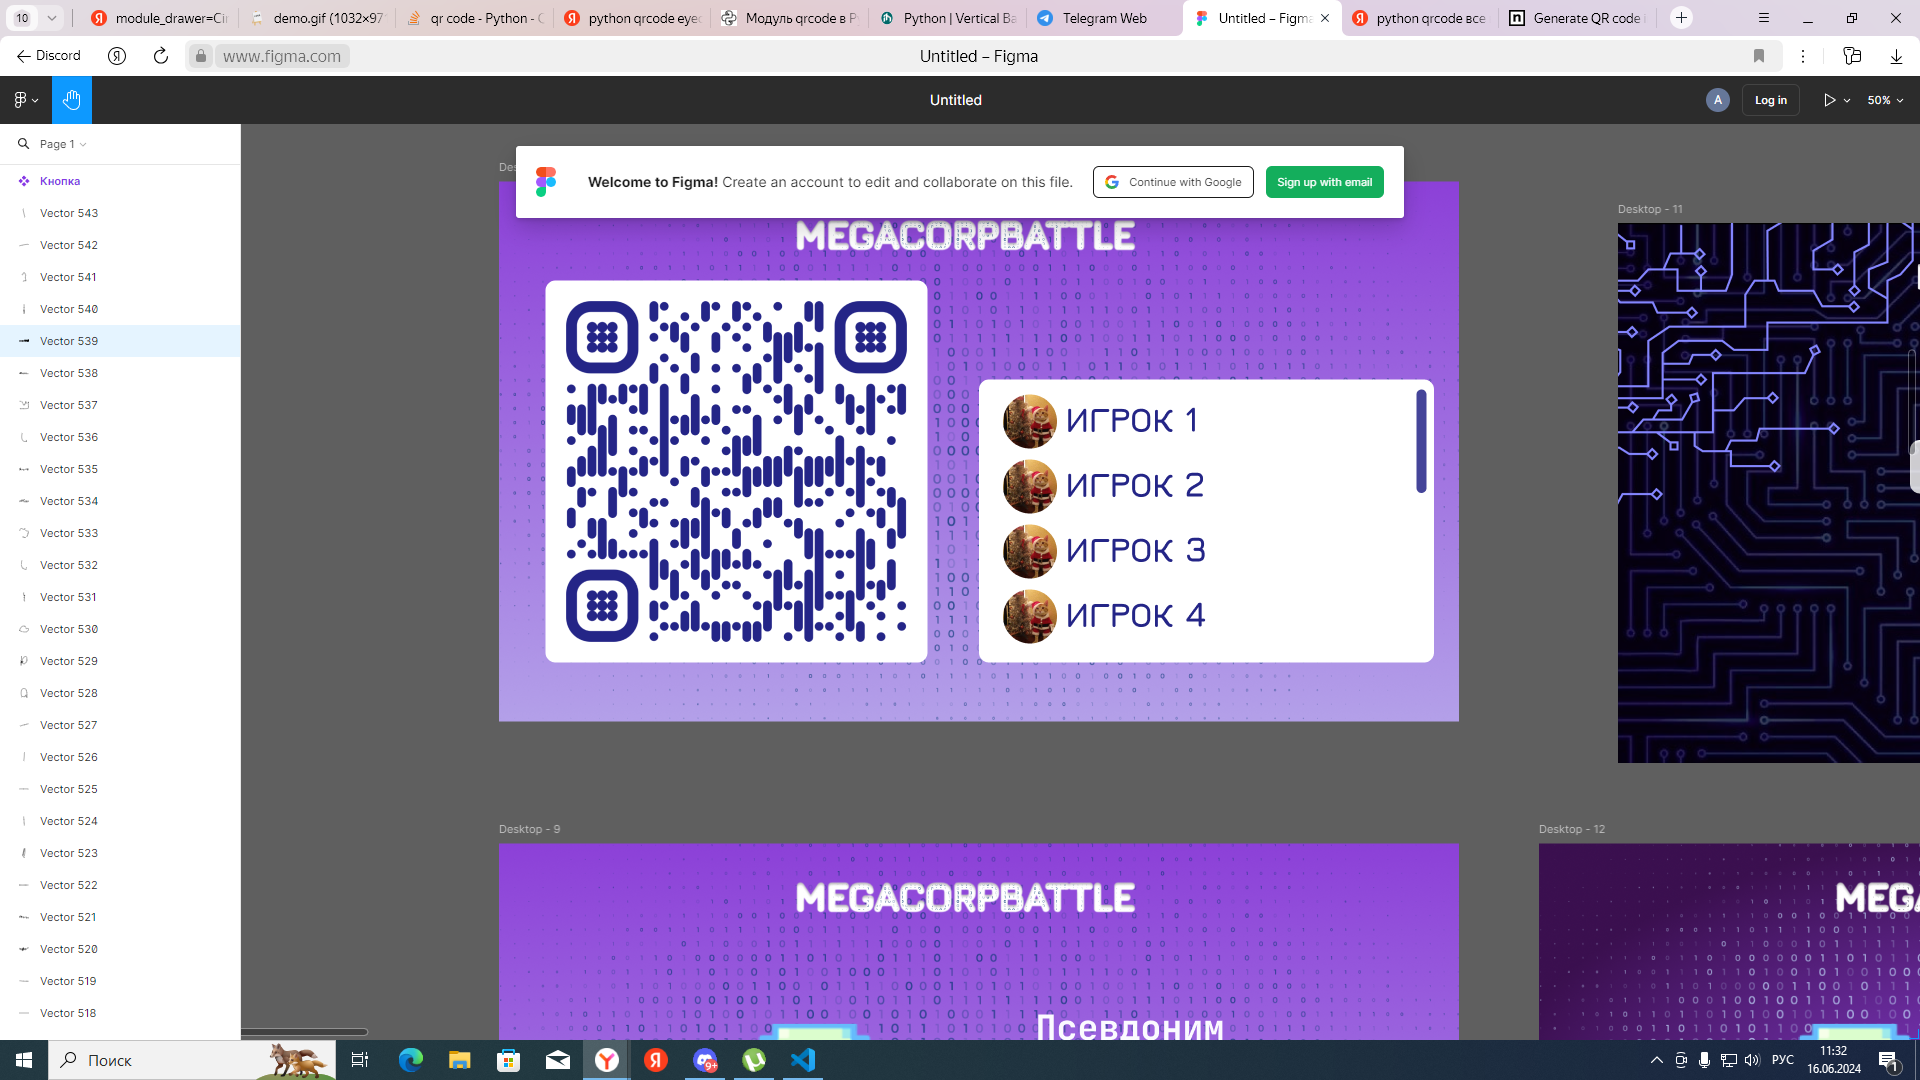 10
module_drawer=Cir
demo.gif (1032×97
qr code - Python - C
python qrcode eyec
Модуль qrcode в P
Python | Vertical Ba
Telegram Web
Untitled – Figma
python qrcode все
Generate QR code
Discord
www.figma.com
Untitled – Figma
Untitled
A
Log in
50%
Page 1
Кнопка
Vector 543
Vector 542
Vector 541
Vector 540
Vector 539
Vector 538
Vector 537
Vector 536
Vector 535
Vector 534
Vector 533
Vector 532
Vector 531
Vector 530
Vector 529
Vector 528
Vector 527
Vector 526
Vector 525
Vector 524
Vector 523
Vector 522
Vector 521
Vector 520
Vector 519
Vector 518
Welcome to Figma! Create an account to edit and collaborate on this file.
Continue with Google
Sign up with email
MEGACORPBATTLE
ИГРОК 1
ИГРОК 2
ИГРОК 3
ИГРОК 4
Desktop - 11
Desktop - 9
MEGACORPBATTLE
Псевдоним
Desktop - 12
MEGA
Поиск
9+
РУС
11:32
16.06.2024
1